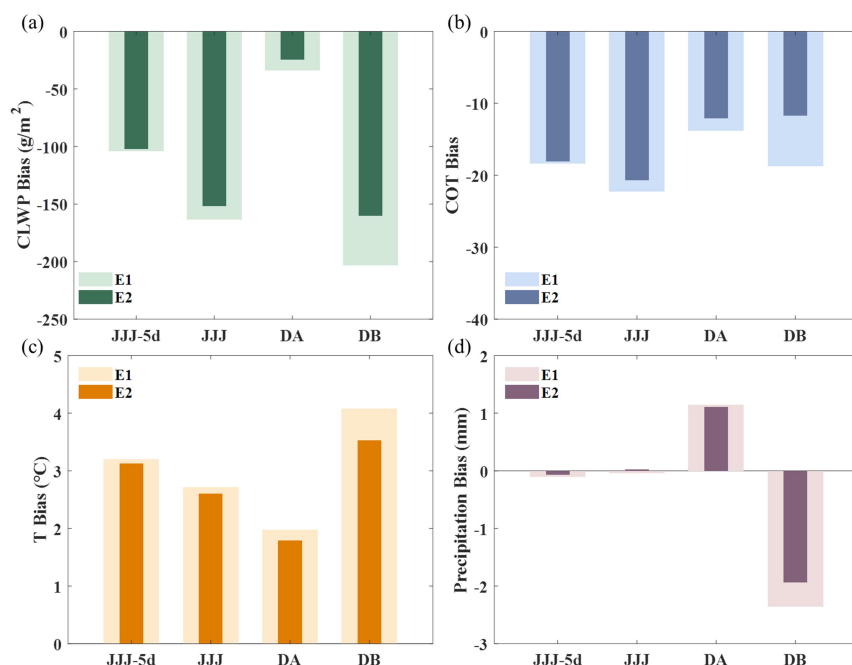 (a)
0
-50
-100
-150
-200
-250
CLWP Bias (g/m²)
E1
E2
JJJ-5d JJJ DA DB
(b)
0
-10
-20
-30
-40
COT Bias
E1
E2
JJJ-5d JJJ DA DB
(c)
5
4
3
2
1
0
T Bias (°C)
E1
E2
JJJ-5d JJJ DA DB
(d)
2
1
0
-1
-2
-3
Precipitation Bias (mm)
E1
E2
JJJ-5d JJJ DA DB